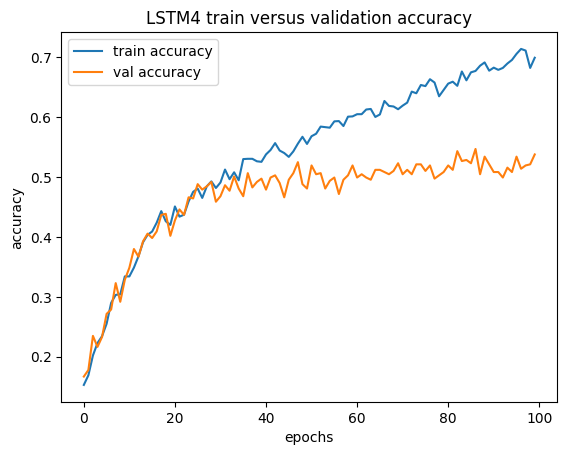 LSTM4 train versus validation accuracy
train accuracy
val accuracy
0.7
0.6
0.5
0.4
0.3
0.2
accuracy
0 20 40 60 80 100
epochs